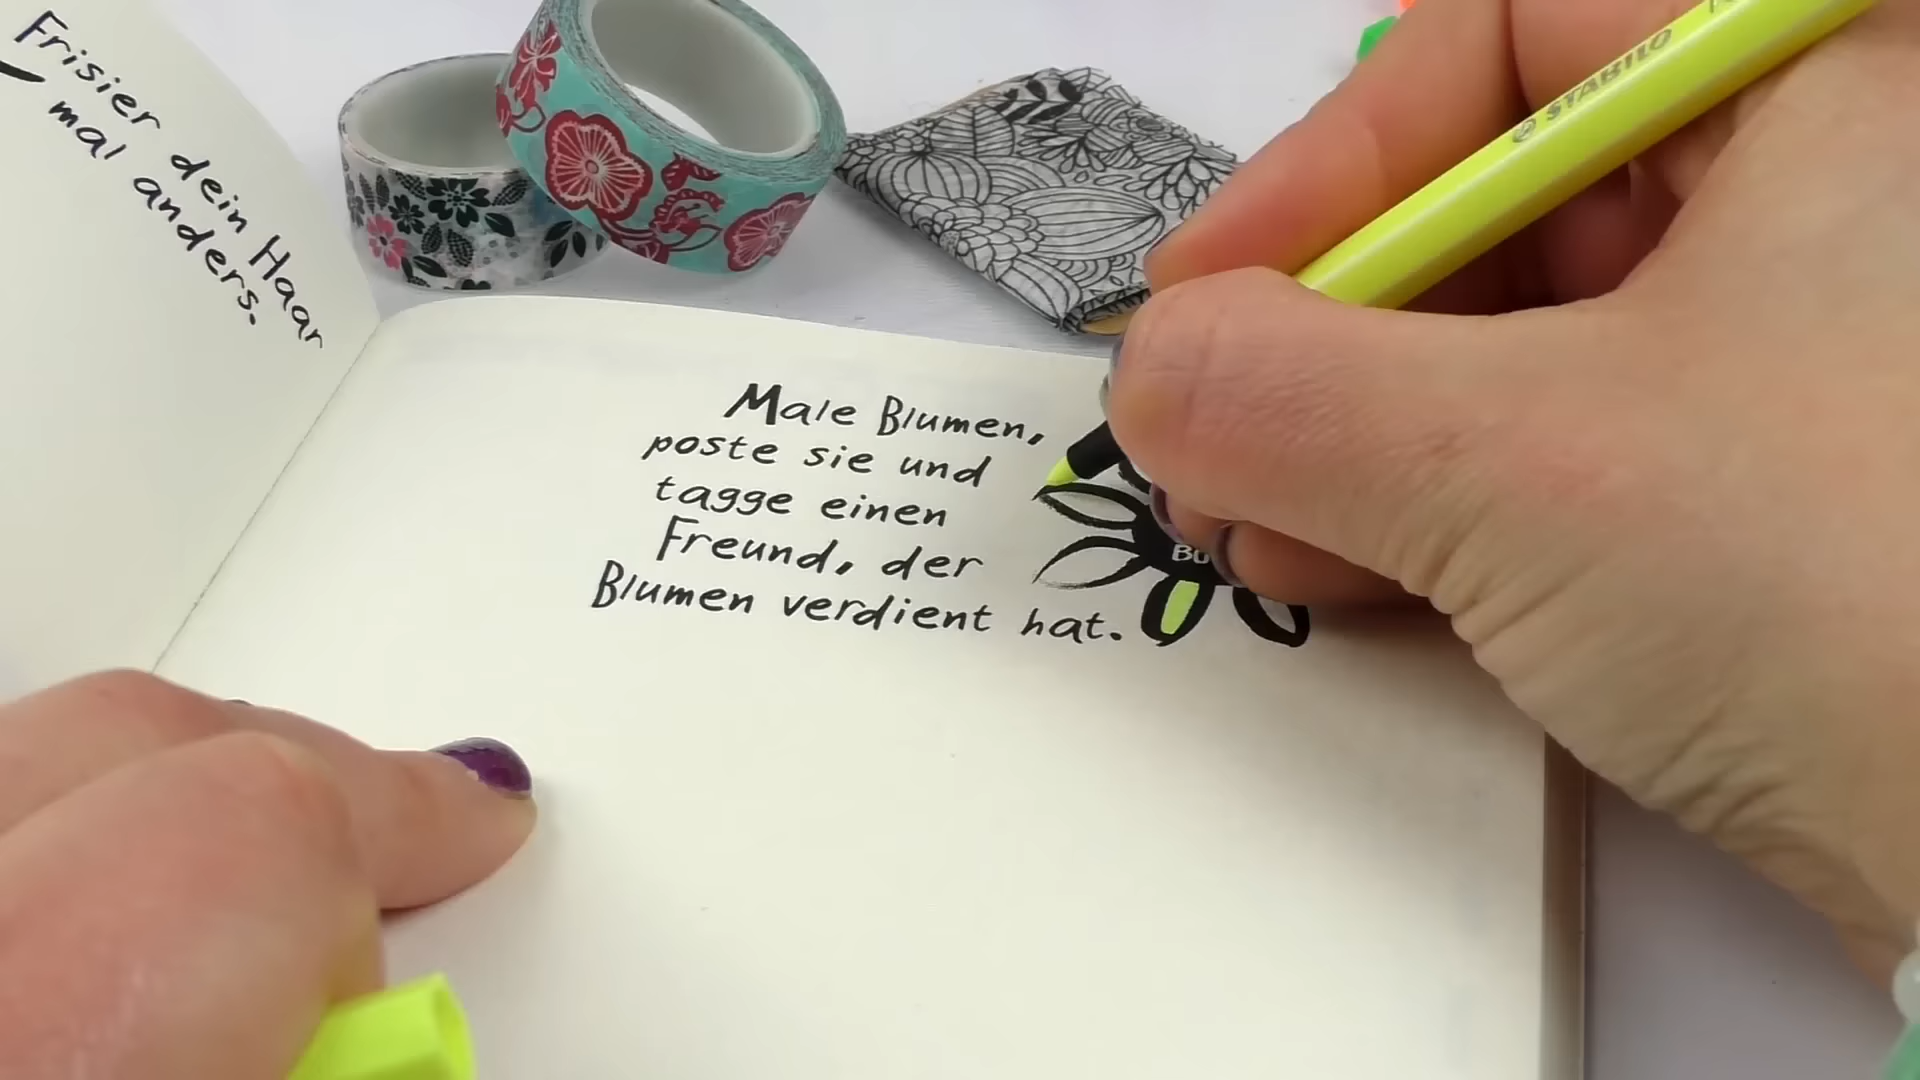 Frisier dein Haar
mal anders.
Male Blumen,
poste sie und
tagge einen
Freund, der
Blumen verdient hat.
STABILO